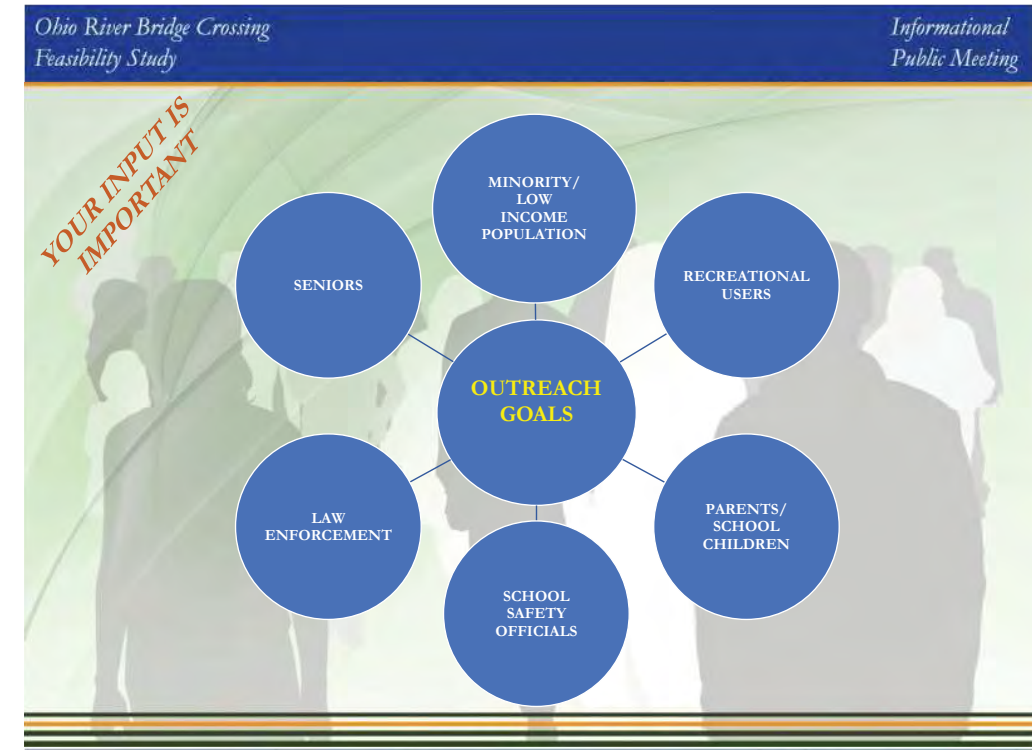 Ohio River Bridge Crossing
Feasibility Study
Informational
Public Meeting
YOUR INPUT IS
IMPORTANT
MINORITY/
LOW
INCOME
POPULATION
SENIORS
RECREATIONAL
USERS
OUTREACH
GOALS
LAW
ENFORCEMENT
PARENTS/
SCHOOL
CHILDREN
SCHOOL
SAFETY
OFFICIALS